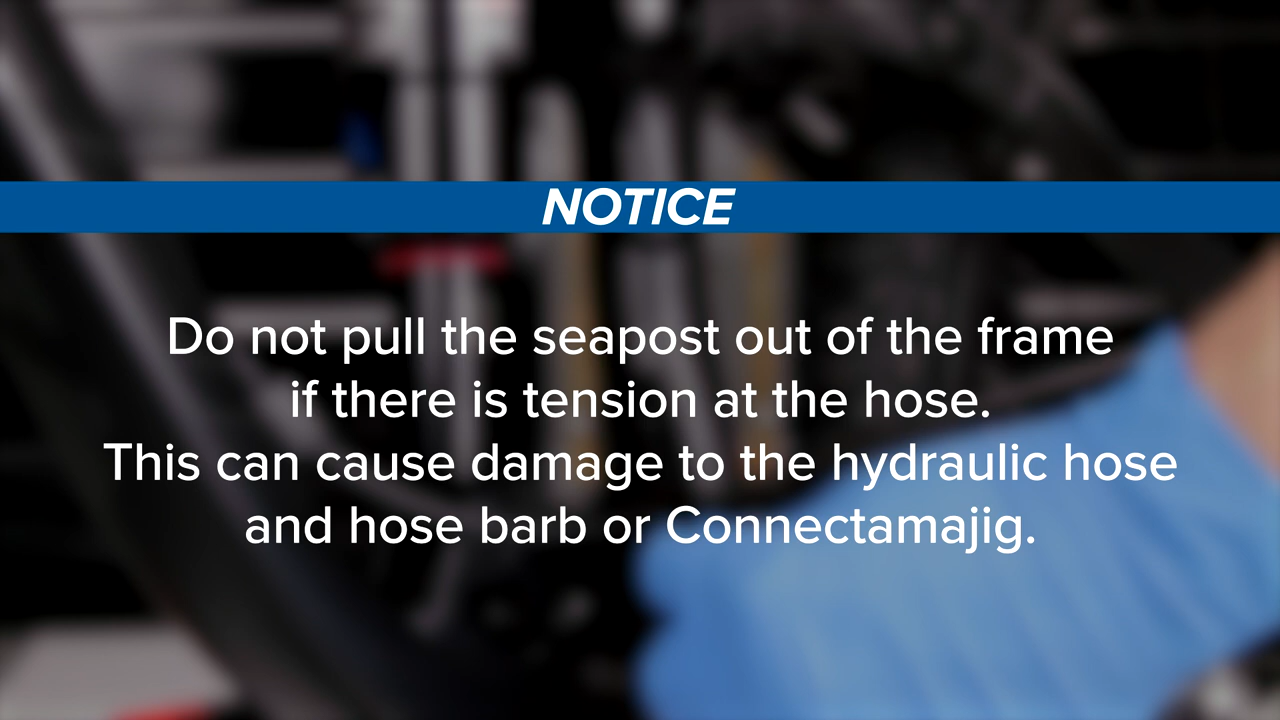 NOTICE
Do not pull the seapost out of the frame
if there is tension at the hose.
This can cause damage to the hydraulic hose
and hose barb or Connectamajig.